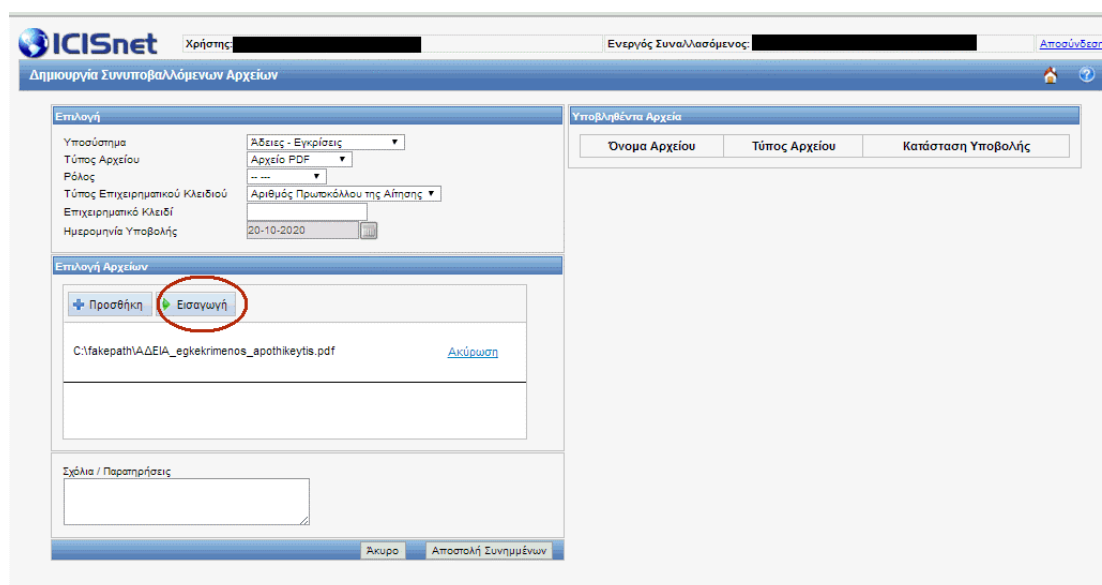 ICISnet Χρήστης: Ενεργός Συναλλασόμενος: Αποσύνδεση
Δημιουργία Συνυποβαλλόμενων Αρχείων
Επιλογή
Υποσύστημα Άδειες - Εγκρίσεις
Τύπος Αρχείου Αρχείο PDF
Ρόλος -- ---
Τύπος Επιχειρηματικού Κλειδιού Αριθμός Πρωτοκόλλου της Αίτησης
Επιχειρηματικό Κλειδί
Ημερομηνία Υποβολής 20-10-2020
Επιλογή Αρχείων
Προσθήκη Εισαγωγή
C:\fakepath\ΑΔΕΙΑ_egkekrimenos_apothikeytis.pdf Ακύρωση
Σχόλια / Παρατηρήσεις
Άκυρο Αποστολή Συνημμένων
Υποβληθέντα Αρχεία
Όνομα Αρχείου Τύπος Αρχείου Κατάσταση Υποβολής